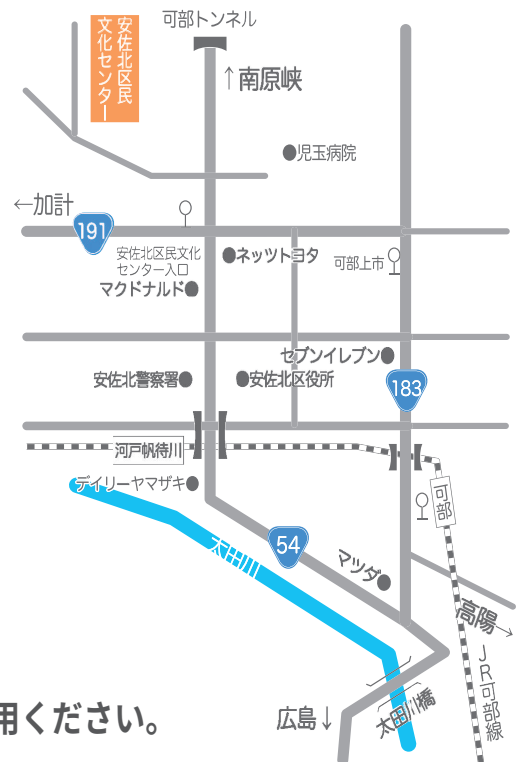 可部トンネル
安佐北区民
文化センター
↑南原峡
児玉病院
←加計
191
安佐北区民文化
センター入口
ネッツトヨタ
可部上市
マクドナルド
セブンイレブン
安佐北警察署
安佐北区役所
183
河戸帆待川
デイリーヤマザキ
可部
太田川
54
マツダ
高陽→
JR可部線
太田川橋
広島↓
用ください。